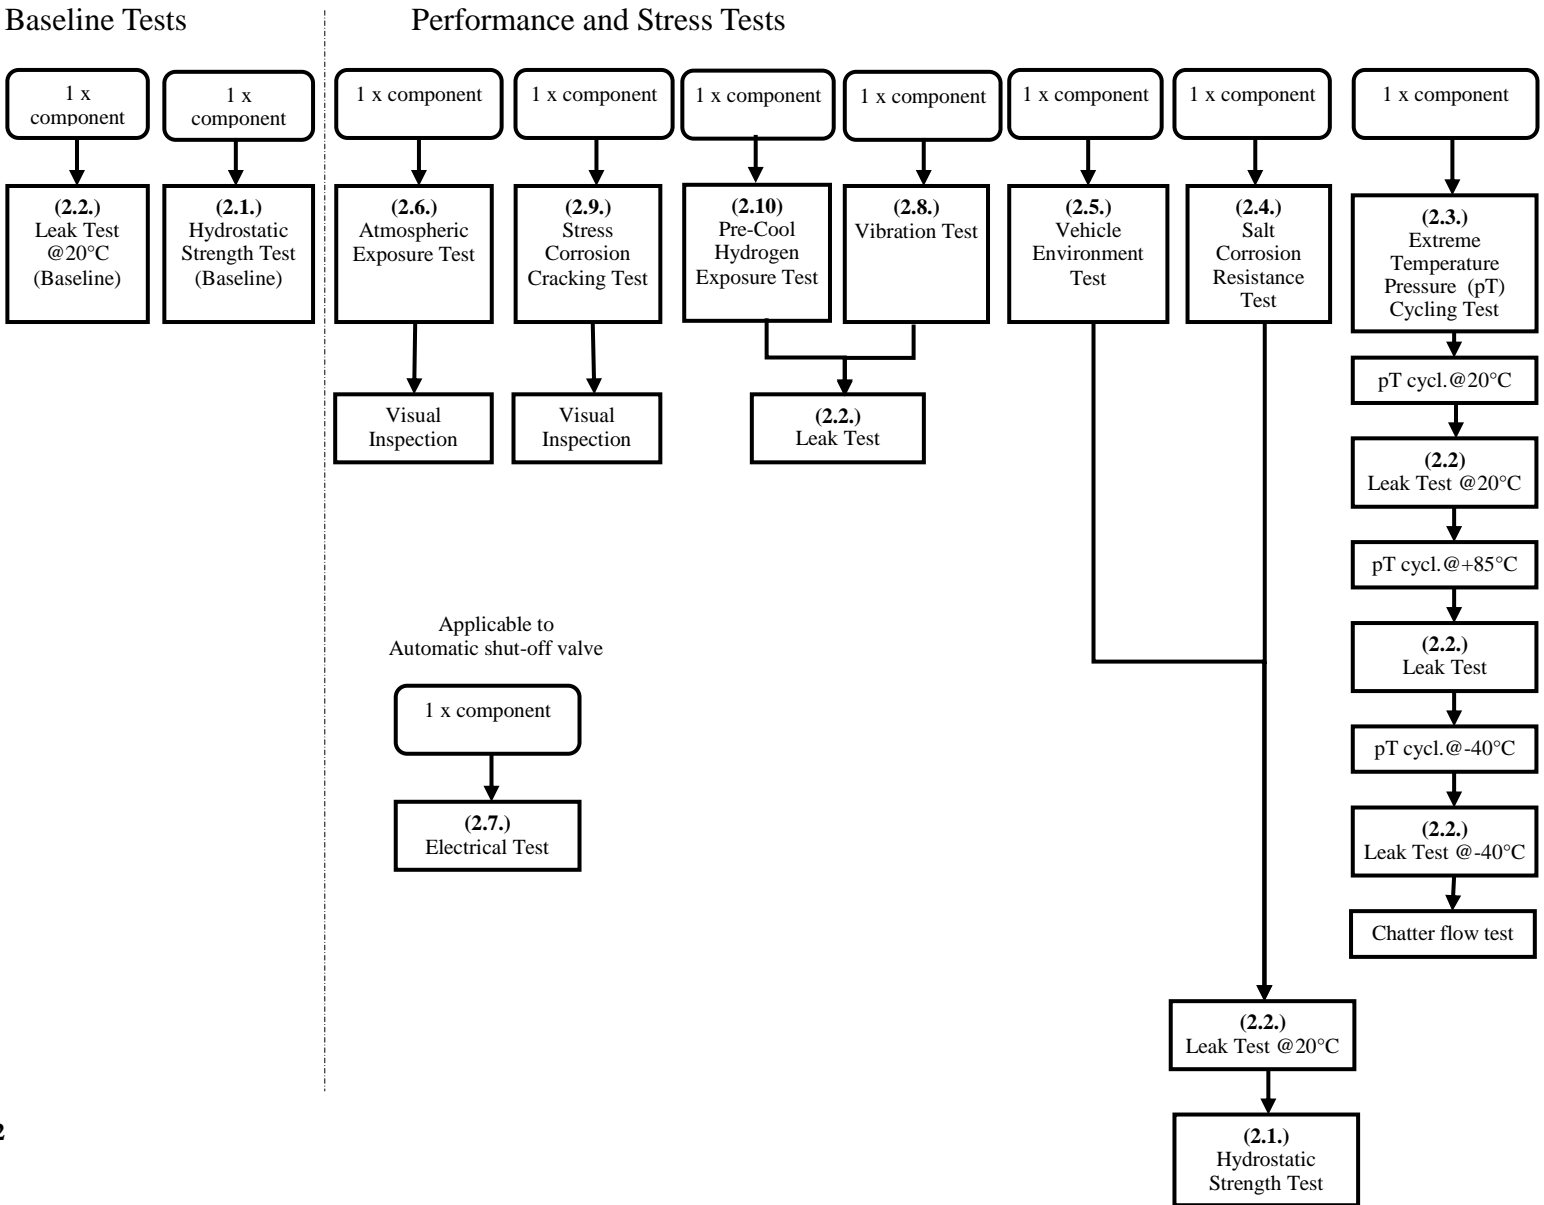 Baseline Tests
Performance and Stress Tests
1 x
component
1 x
component
1 x component
1 x component
1 x component
1 x component
1 x component
1 x component
1 x component
(2.2.)
Leak Test
@20°C
(Baseline)
(2.1.)
Hydrostatic
Strength Test
(Baseline)
(2.6.)
Atmospheric
Exposure Test
(2.9.)
Stress
Corrosion
Cracking Test
(2.10)
Pre-Cool
Hydrogen
Exposure Test
(2.8.)
Vibration Test
(2.5.)
Vehicle
Environment
Test
(2.4.)
Salt
Corrosion
Resistance
Test
(2.3.)
Extreme
Temperature
Pressure (pT)
Cycling Test
Visual
Inspection
Visual
Inspection
(2.2.)
Leak Test
pT cycl.@20°C
(2.2)
Leak Test @20°C
pT cycl.@+85°C
(2.2.)
Leak Test
pT cycl.@-40°C
(2.2.)
Leak Test @-40°C
Chatter flow test
Applicable to
Automatic shut-off valve
1 x component
(2.7.)
Electrical Test
(2.2.)
Leak Test @20°C
(2.1.)
Hydrostatic
Strength Test
2